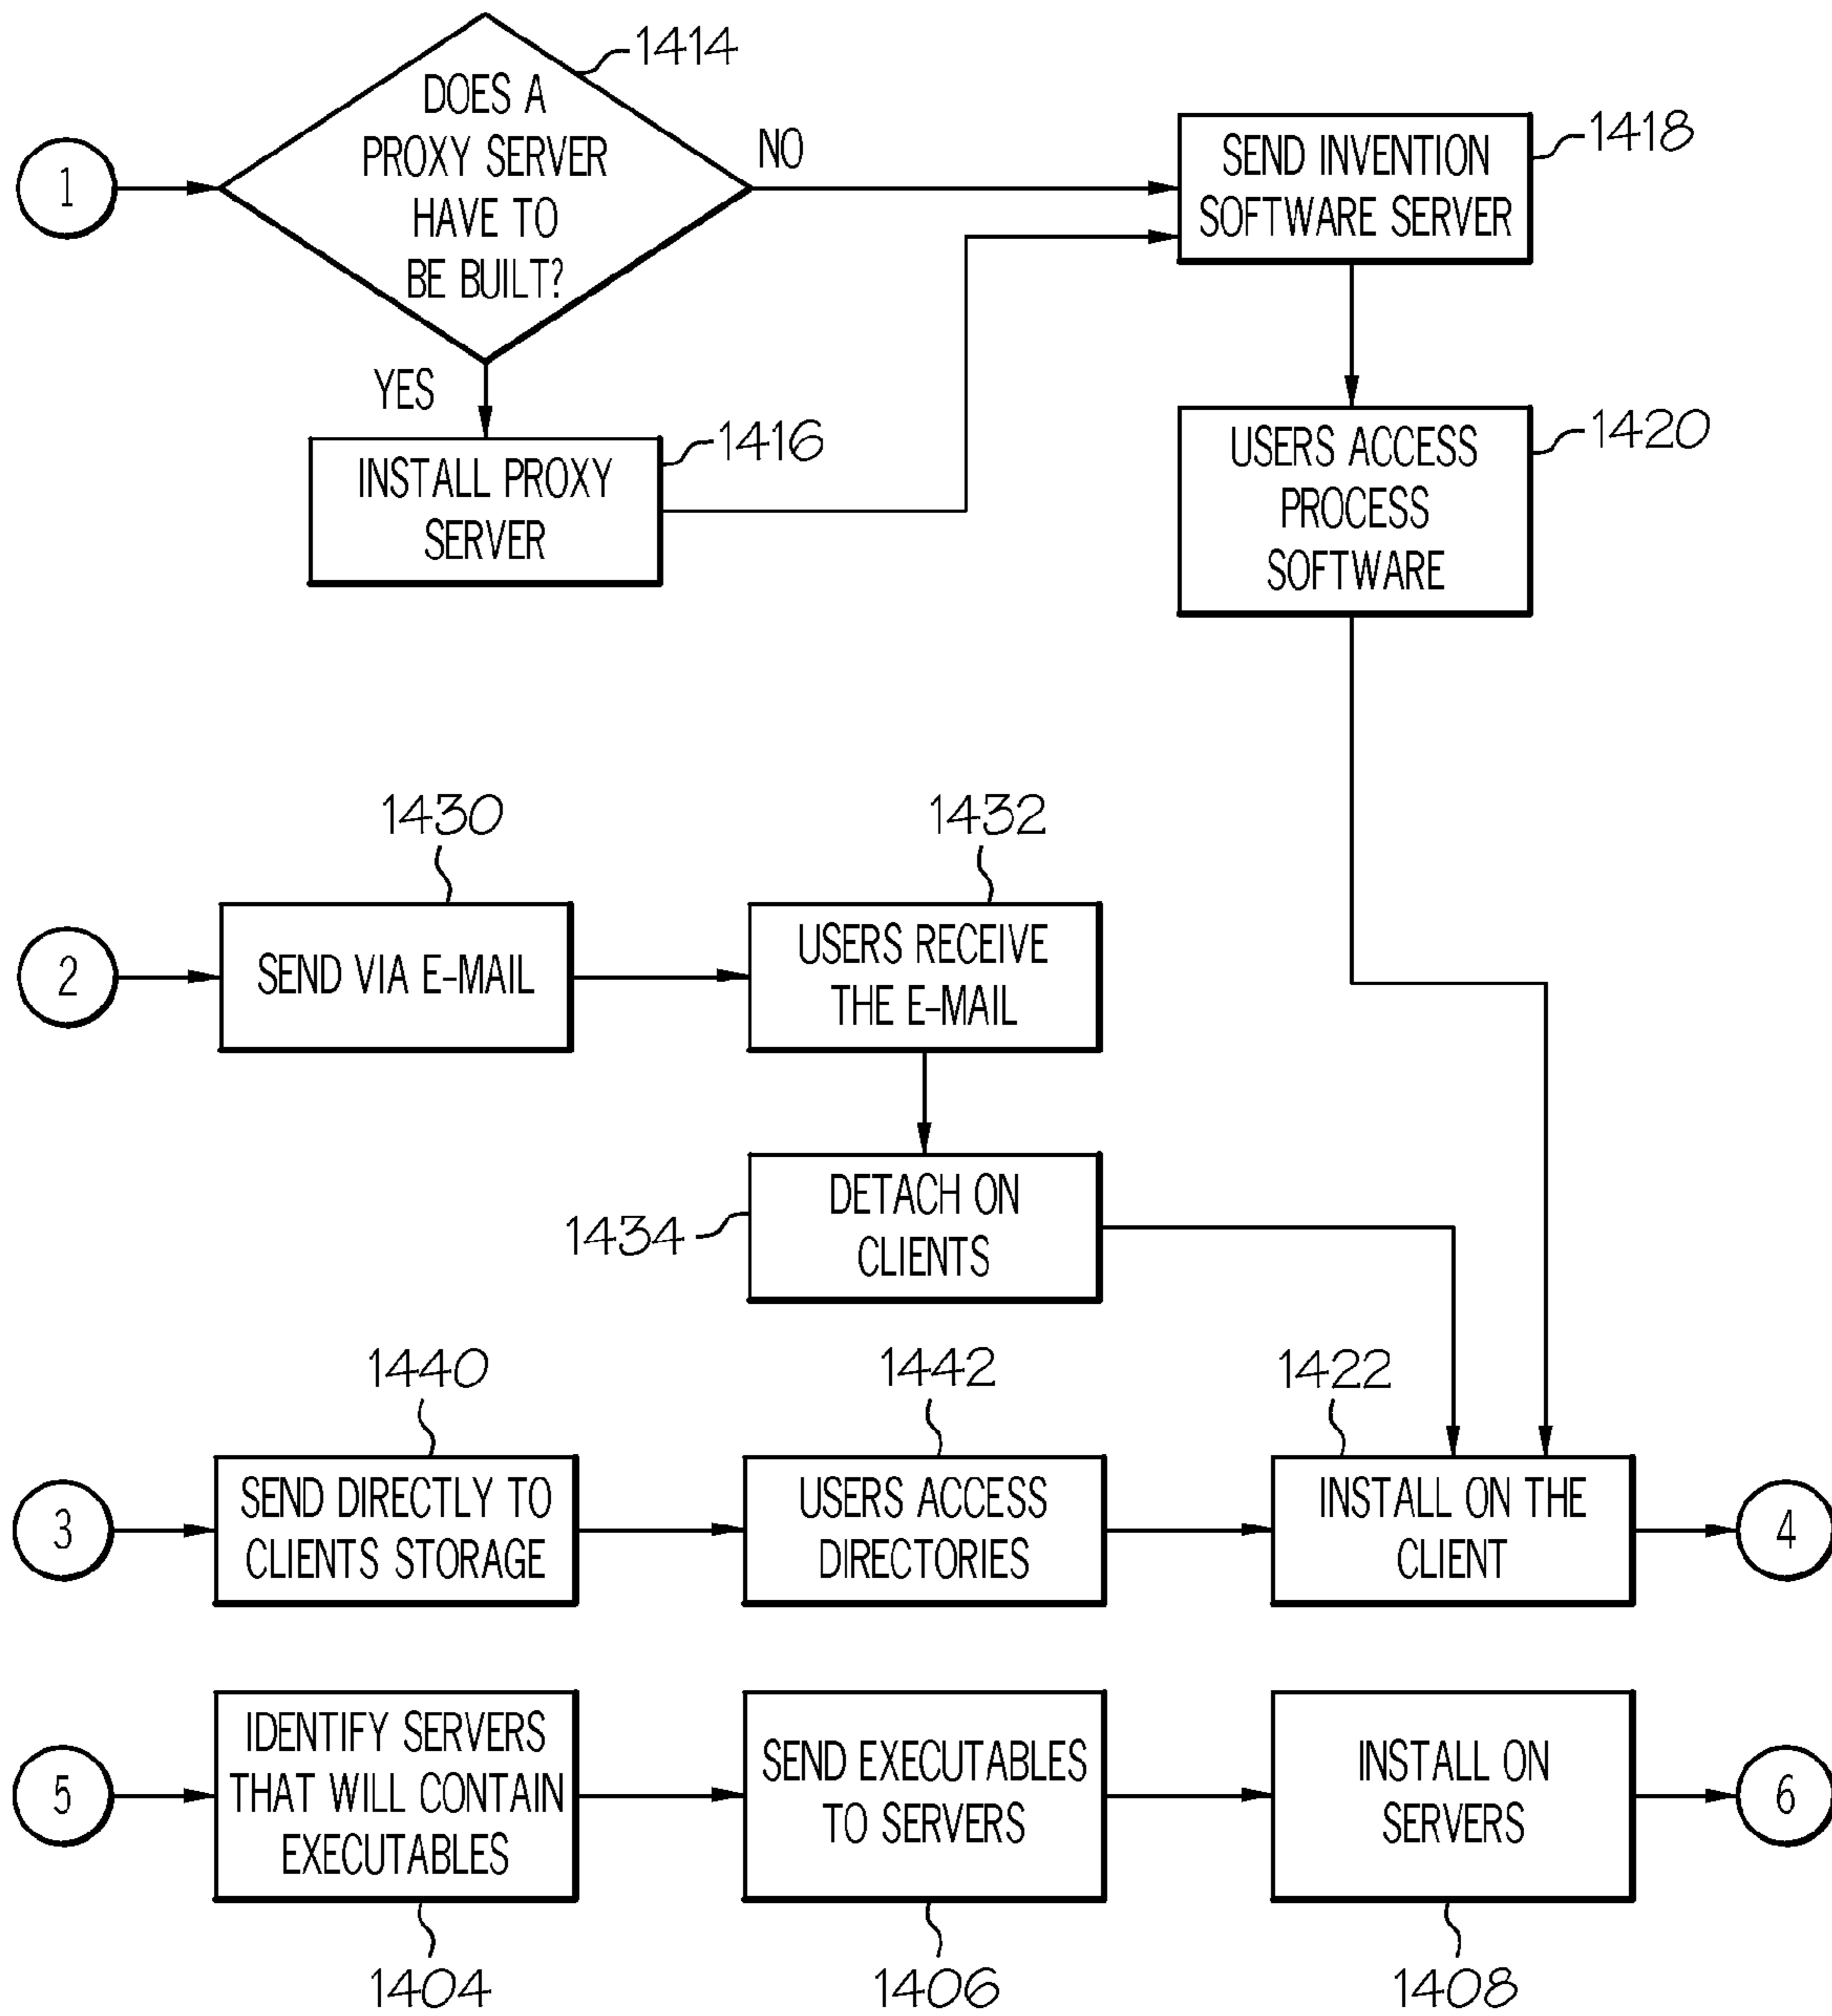 1414
DOES A
PROXY SERVER
HAVE TO
BE BUILT?
1
NO
YES
1416
INSTALL PROXY
SERVER
1418
SEND INVENTION
SOFTWARE SERVER
1420
USERS ACCESS
PROCESS
SOFTWARE
1430
1432
2
SEND VIA E-MAIL
USERS RECEIVE
THE E-MAIL
1434
DETACH ON
CLIENTS
1440
1442
1422
3
SEND DIRECTLY TO
CLIENTS STORAGE
USERS ACCESS
DIRECTORIES
INSTALL ON THE
CLIENT
4
5
IDENTIFY SERVERS
THAT WILL CONTAIN
EXECUTABLES
SEND EXECUTABLES
TO SERVERS
INSTALL ON
SERVERS
6
1404
1406
1408